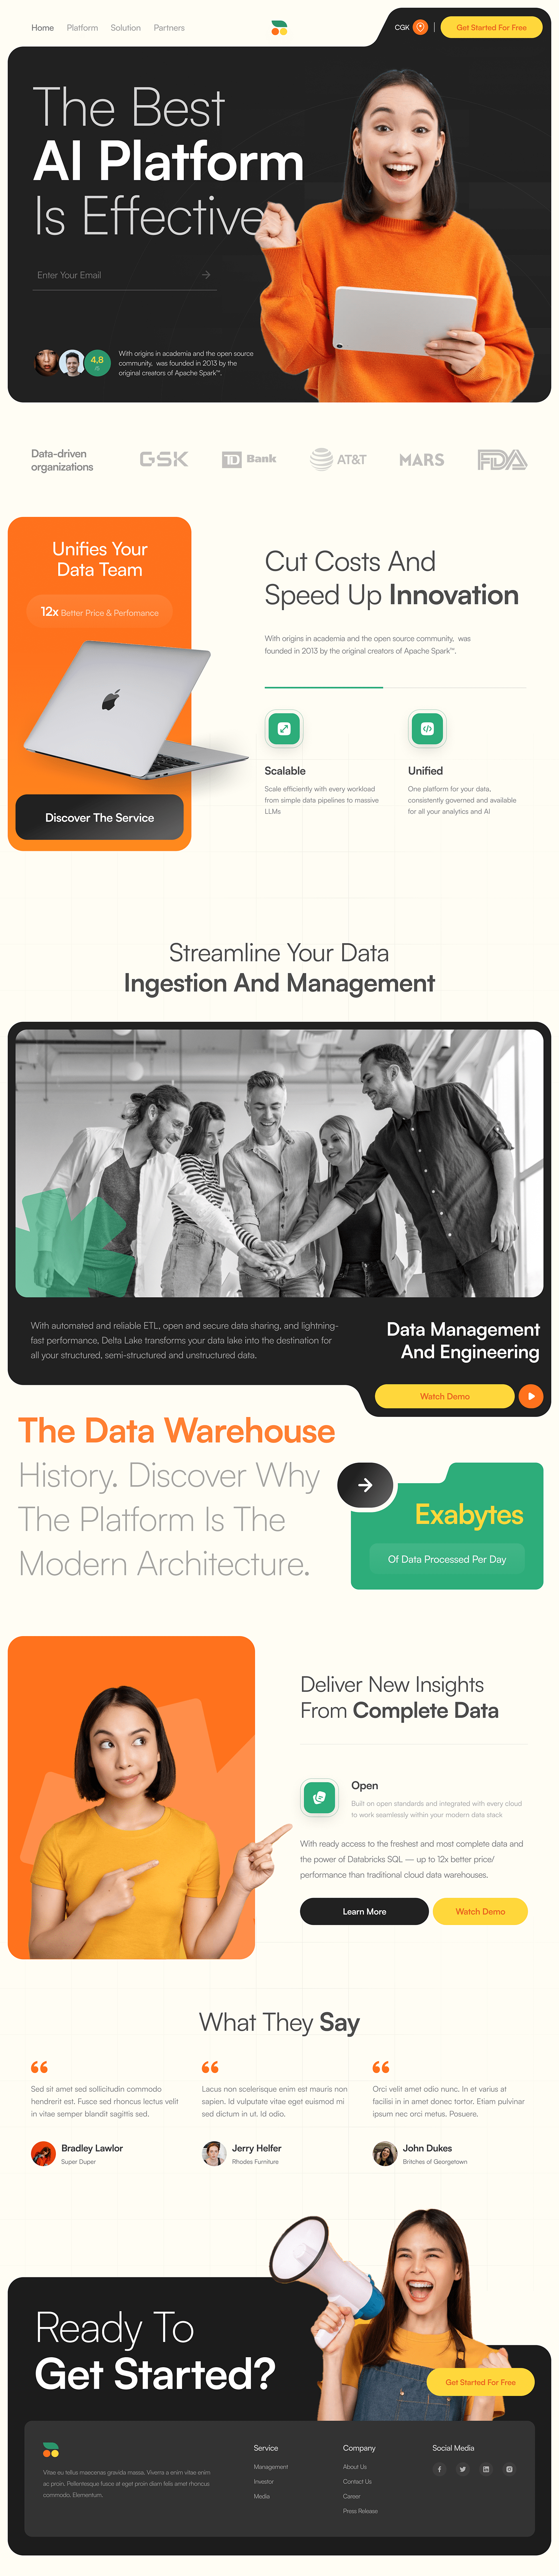 Home Platform Solution Partners
CGK
Get Started For Free
The Best
AI Platform
Is Effective
Enter Your Email
4,8
With origins in academia and the open source
community, was founded in 2013 by the
original creators of Apache Spark™.
Data-driven
organizations
GSK
TD Bank
AT&T
MARS
FDA
Unifies Your
Data Team
12x Better Price & Perfomance
Discover The Service
Cut Costs And
Speed Up Innovation
With origins in academia and the open source community, was
founded in 2013 by the original creators of Apache Spark™.
Scalable
Scale efficiently with every workload
from simple data pipelines to massive
LLMs
Unified
One platform for your data,
consistently governed and available
for all your analytics and AI
Streamline Your Data
Ingestion And Management
With automated and reliable ETL, open and secure data sharing, and lightning-
fast performance, Delta Lake transforms your data lake into the destination for
all your structured, semi-structured and unstructured data.
Data Management
And Engineering
Watch Demo
The Data Warehouse
History. Discover Why
The Platform Is The
Modern Architecture.
Exabytes
Of Data Processed Per Day
Deliver New Insights
From Complete Data
Open
Built on open standards and integrated with every cloud
to work seamlessly within your modern data stack
With ready access to the freshest and most complete data and
the power of Databricks SQL — up to 12x better price/
performance than traditional cloud data warehouses.
Learn More
Watch Demo
What They Say
Sed sit amet sed sollicitudin commodo
hendrerit est. Fusce sed rhoncus lectus velit
in vitae semper blandit sagittis sed.
Bradley Lawlor
Super Duper
Lacus non scelerisque enim est mauris non
sapien. Id vulputate vitae eget euismod mi
sed dictum in ut. Id odio.
Jerry Helfer
Rhodes Furniture
Orci velit amet odio nunc. In et varius at
facilisi in in amet donec tortor. Etiam pulvinar
ipsum nec orci metus. Posuere.
John Dukes
Britches of Georgetown
Ready To
Get Started?
Get Started For Free
Vitae eu tellus maecenas gravida massa. Viverra a enim vitae enim
ac proin. Pellentesque fusce at eget proin diam felis amet rhoncus
commodo. Elementum.
Service
Management
Investor
Media
Company
About Us
Contact Us
Career
Press Release
Social Media